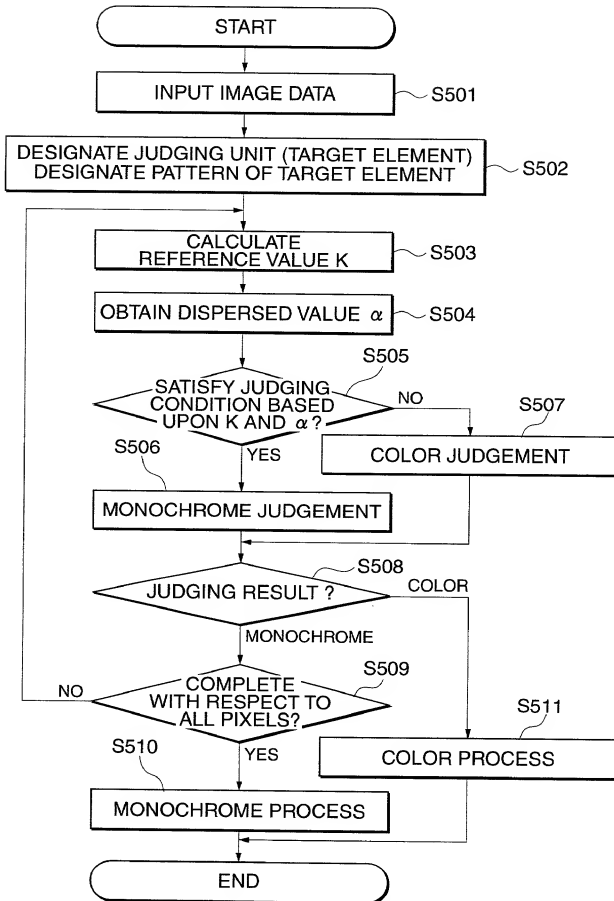 START
INPUT IMAGE DATA
S501
DESIGNATE JUDGING UNIT (TARGET ELEMENT)
DESIGNATE PATTERN OF TARGET ELEMENT
S502
CALCULATE
REFERENCE VALUE K
S503
OBTAIN DISPERSED VALUE α
S504
S505
SATISFY JUDGING
CONDITION BASED
UPON K AND α?
NO
YES
S506
S507
COLOR JUDGEMENT
MONOCHROME JUDGEMENT
S508
JUDGING RESULT ?
COLOR
MONOCHROME
S509
COMPLETE
WITH RESPECT TO
ALL PIXELS?
NO
YES
S510
S511
COLOR PROCESS
MONOCHROME PROCESS
END